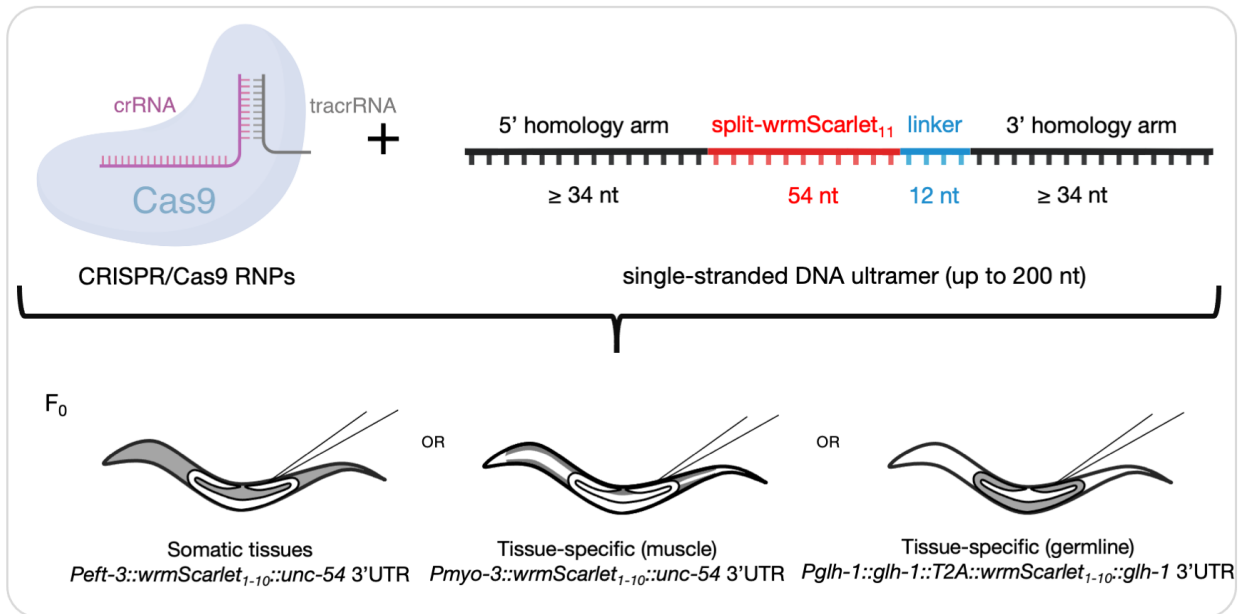 crRNA
tracrRNA
Cas9
+
5’ homology arm split-wrmScarlet₁₁ linker 3’ homology arm
≥ 34 nt 54 nt 12 nt ≥ 34 nt
CRISPR/Cas9 RNPs
single-stranded DNA ultramer (up to 200 nt)
F₀
OR
OR
Somatic tissues
Peft-3::wrmScarlet₁₋₁₀::unc-54 3’UTR
Tissue-specific (muscle)
Pmyo-3::wrmScarlet₁₋₁₀::unc-54 3’UTR
Tissue-specific (germline)
Pglh-1::glh-1::T2A::wrmScarlet₁₋₁₀::glh-1 3’UTR